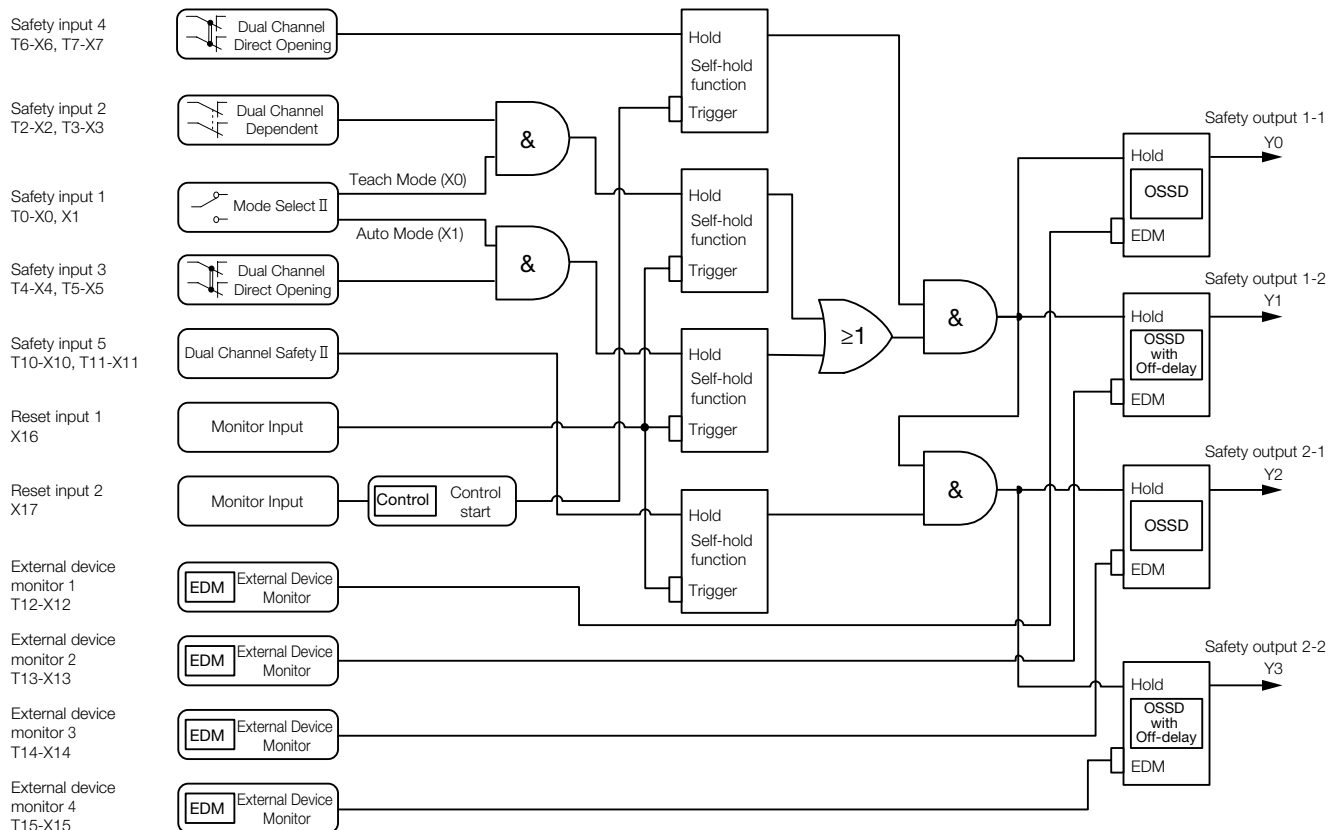 Safety input 4
T6-X6, T7-X7
Dual Channel
Direct Opening
Safety input 2
T2-X2, T3-X3
Dual Channel
Dependent
Safety input 1
T0-X0, X1
Mode Select Ⅱ
Teach Mode (X0)
Auto Mode (X1)
Safety input 3
T4-X4, T5-X5
Dual Channel
Direct Opening
Safety input 5
T10-X10, T11-X11
Dual Channel Safety Ⅱ
Reset input 1
X16
Monitor Input
Reset input 2
X17
Monitor Input
Control
Control
start
External device
monitor 1
T12-X12
EDM
External Device
Monitor
External device
monitor 2
T13-X13
EDM
External Device
Monitor
External device
monitor 3
T14-X14
EDM
External Device
Monitor
External device
monitor 4
T15-X15
EDM
External Device
Monitor
&
&
Hold
Self-hold
function
Trigger
Hold
Self-hold
function
Trigger
Hold
Self-hold
function
Trigger
Hold
Self-hold
function
Trigger
≥1
&
&
Safety output 1-1
Y0
Hold
OSSD
EDM
Safety output 1-2
Y1
Hold
OSSD
with
Off-delay
EDM
Safety output 2-1
Y2
Hold
OSSD
EDM
Safety output 2-2
Y3
Hold
OSSD
with
Off-delay
EDM